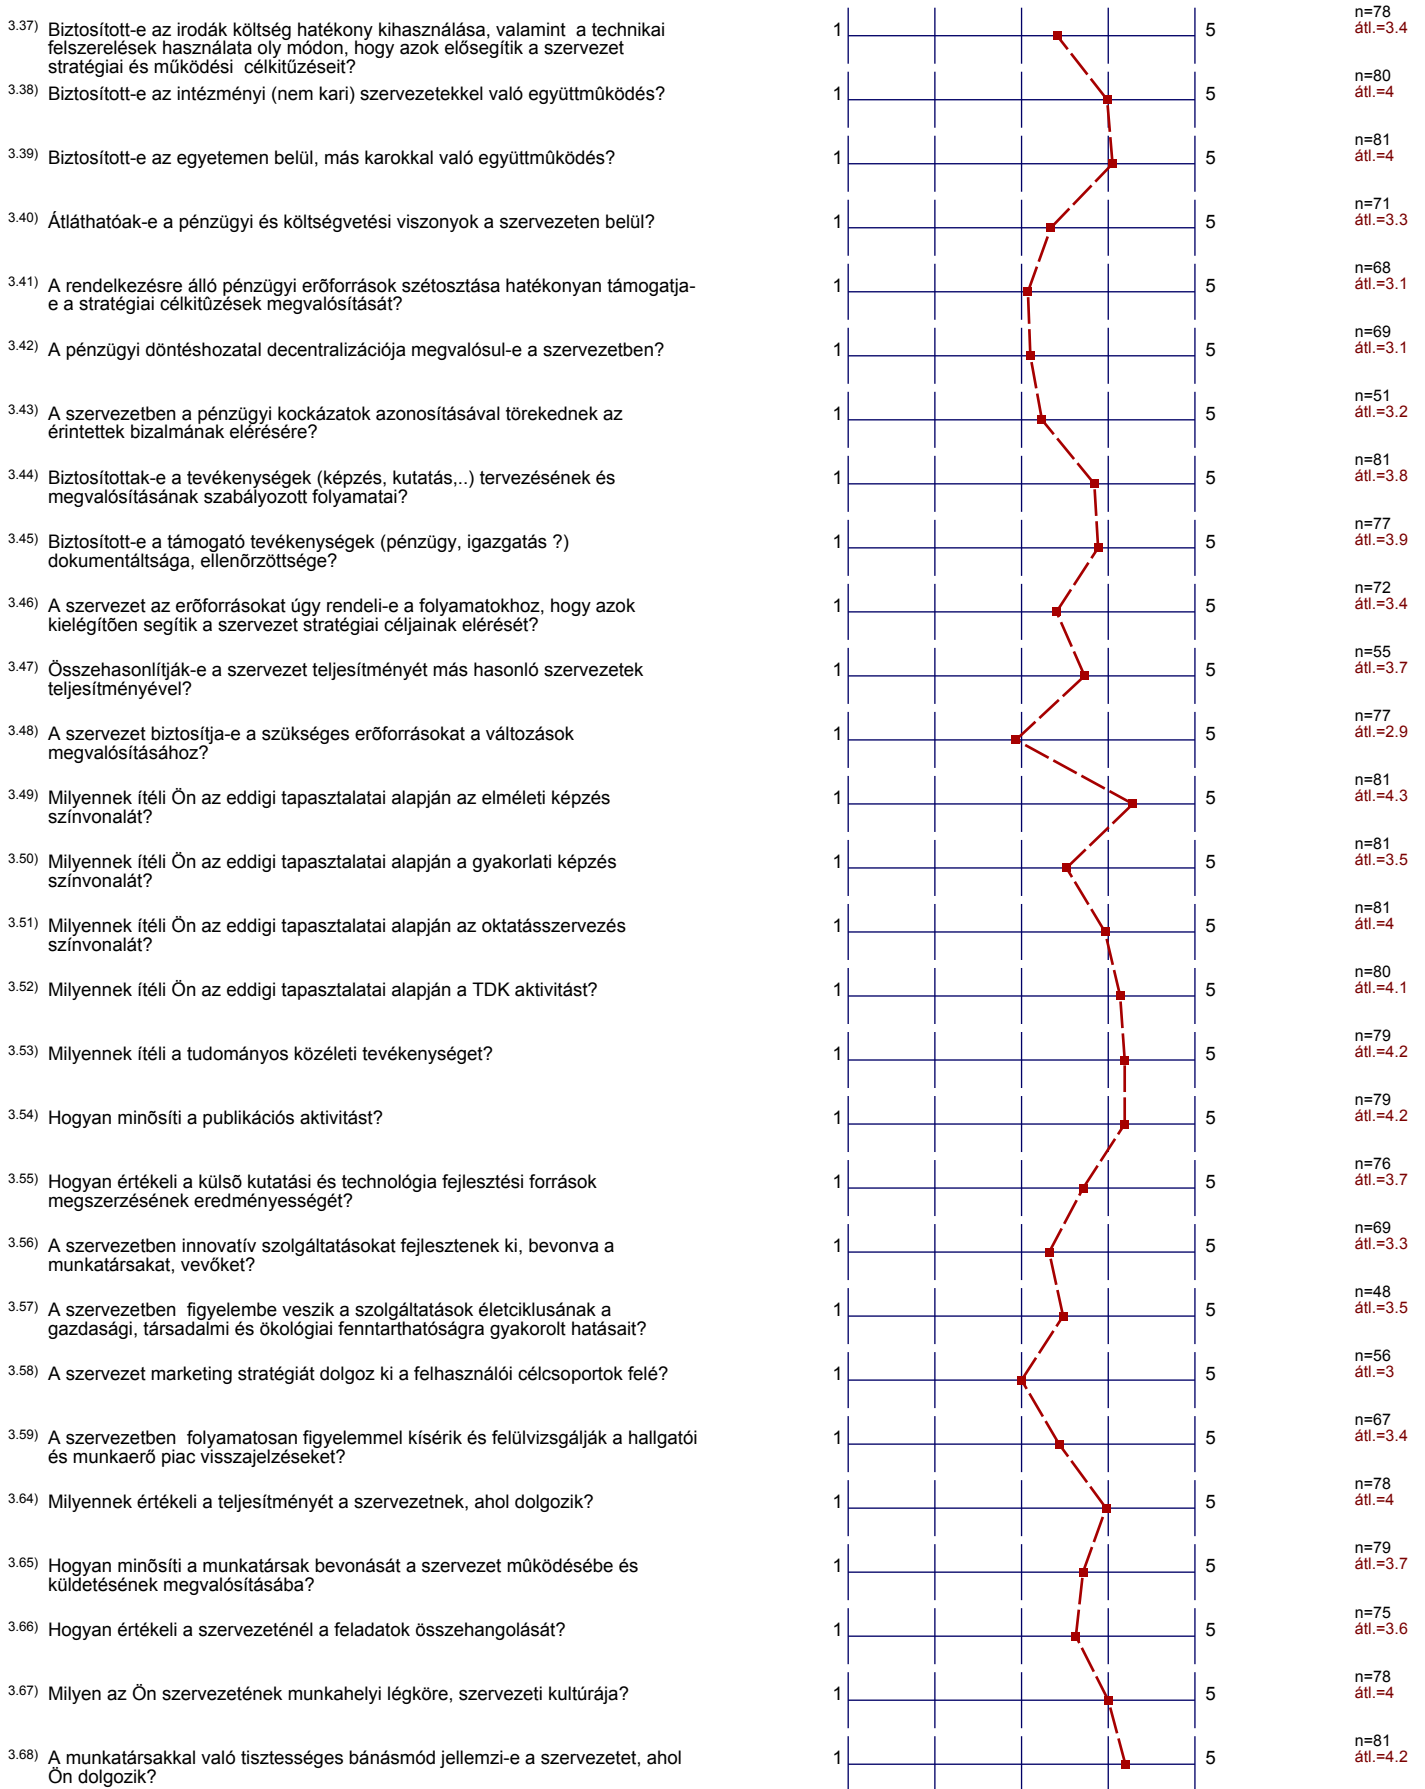 3.37) Biztosított-e az irodák költség hatékony kihasználása, valamint  a technikai
felszerelések használata oly módon, hogy azok elősegítik a szervezet
stratégiai és működési  célkitűzéseit?
1 5 n=78
átl.=3.4
3.38) Biztosított-e az intézményi (nem kari) szervezetekkel való együttmûködés?
1 5 n=80
átl.=4
3.39) Biztosított-e az egyetemen belül, más karokkal való együttmûködés?
1 5 n=81
átl.=4
3.40) Átláthatóak-e a pénzügyi és költségvetési viszonyok a szervezeten belül?
1 5 n=71
átl.=3.3
3.41) A rendelkezésre álló pénzügyi erõforrások szétosztása hatékonyan támogatja-
e a stratégiai célkitûzések megvalósítását?
1 5 n=68
átl.=3.1
3.42) A pénzügyi döntéshozatal decentralizációja megvalósul-e a szervezetben?
1 5 n=69
átl.=3.1
3.43) A szervezetben a pénzügyi kockázatok azonosításával törekednek az
érintettek bizalmának elérésére?
1 5 n=51
átl.=3.2
3.44) Biztosítottak-e a tevékenységek (képzés, kutatás,..) tervezésének és
megvalósításának szabályozott folyamatai?
1 5 n=81
átl.=3.8
3.45) Biztosított-e a támogató tevékenységek (pénzügy, igazgatás ?)
dokumentáltsága, ellenõrzöttsége?
1 5 n=77
átl.=3.9
3.46) A szervezet az erõforrásokat úgy rendeli-e a folyamatokhoz, hogy azok
kielégítõen segítik a szervezet stratégiai céljainak elérését?
1 5 n=72
átl.=3.4
3.47) Összehasonlítják-e a szervezet teljesítményét más hasonló szervezetek
teljesítményével?
1 5 n=55
átl.=3.7
3.48) A szervezet biztosítja-e a szükséges erõforrásokat a változások
megvalósításához?
1 5 n=77
átl.=2.9
3.49) Milyennek ítéli Ön az eddigi tapasztalatai alapján az elméleti képzés
színvonalát?
1 5 n=81
átl.=4.3
3.50) Milyennek ítéli Ön az eddigi tapasztalatai alapján a gyakorlati képzés
színvonalát?
1 5 n=81
átl.=3.5
3.51) Milyennek ítéli Ön az eddigi tapasztalatai alapján az oktatásszervezés
színvonalát?
1 5 n=81
átl.=4
3.52) Milyennek ítéli Ön az eddigi tapasztalatai alapján a TDK aktivitást?
1 5 n=80
átl.=4.1
3.53) Milyennek ítéli a tudományos közéleti tevékenységet?
1 5 n=79
átl.=4.2
3.54) Hogyan minõsíti a publikációs aktivitást?
1 5 n=79
átl.=4.2
3.55) Hogyan értékeli a külsõ kutatási és technológia fejlesztési források
megszerzésének eredményességét?
1 5 n=76
átl.=3.7
3.56) A szervezetben innovatív szolgáltatásokat fejlesztenek ki, bevonva a
munkatársakat, vevőket?
1 5 n=69
átl.=3.3
3.57) A szervezetben  figyelembe veszik a szolgáltatások életciklusának a
gazdasági, társadalmi és ökológiai fenntarthatóságra gyakorolt hatásait?
1 5 n=48
átl.=3.5
3.58) A szervezet marketing stratégiát dolgoz ki a felhasználói célcsoportok felé?
1 5 n=56
átl.=3
3.59) A szervezetben  folyamatosan figyelemmel kísérik és felülvizsgálják a hallgatói
és munkaerő piac visszajelzéseket?
1 5 n=67
átl.=3.4
3.64) Milyennek értékeli a teljesítményét a szervezetnek, ahol dolgozik?
1 5 n=78
átl.=4
3.65) Hogyan minõsíti a munkatársak bevonását a szervezet mûködésébe és
küldetésének megvalósításába?
1 5 n=79
átl.=3.7
3.66) Hogyan értékeli a szervezeténél a feladatok összehangolását?
1 5 n=75
átl.=3.6
3.67) Milyen az Ön szervezetének munkahelyi légköre, szervezeti kultúrája?
1 5 n=78
átl.=4
3.68) A munkatársakkal való tisztességes bánásmód jellemzi-e a szervezetet, ahol
Ön dolgozik?
1 5 n=81
átl.=4.2